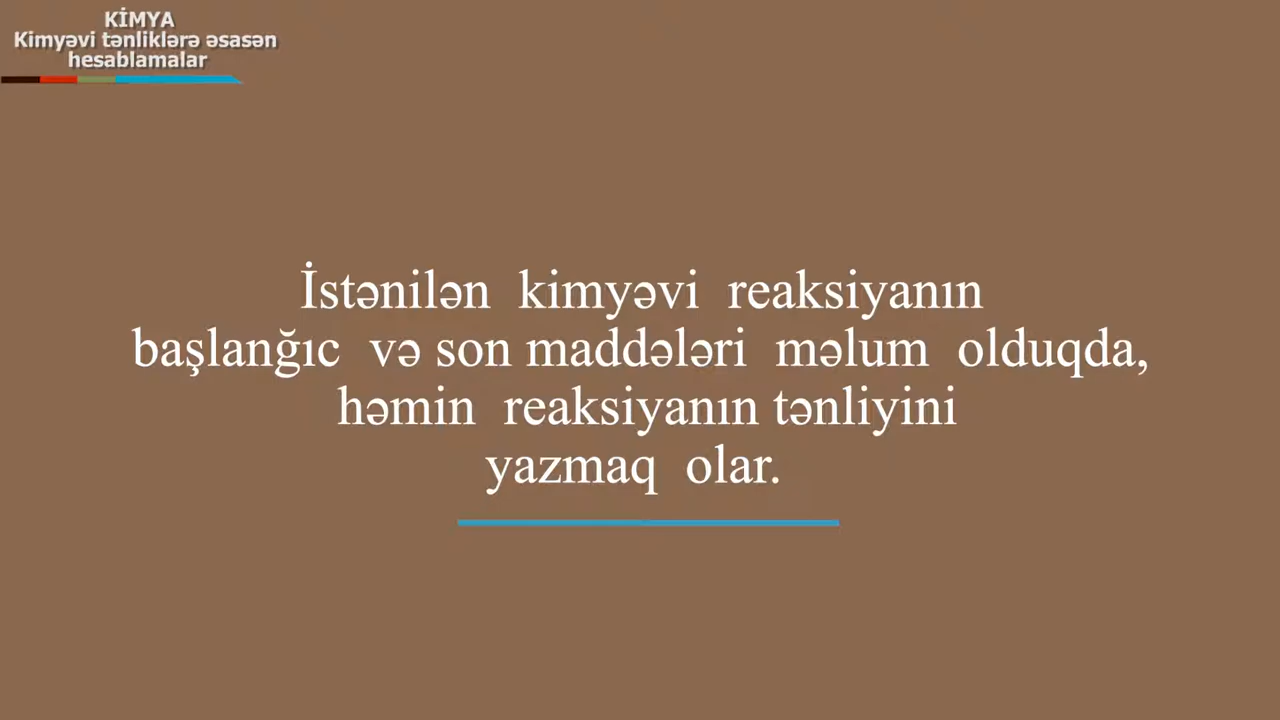 KİMYA
Kimyəvi tənliklərə əsasən
hesablamalar
İstənilən kimyəvi reaksiyanın
başlanğıc və son maddələri məlum olduqda,
həmin reaksiyanın tənliyini
yazmaq olar.